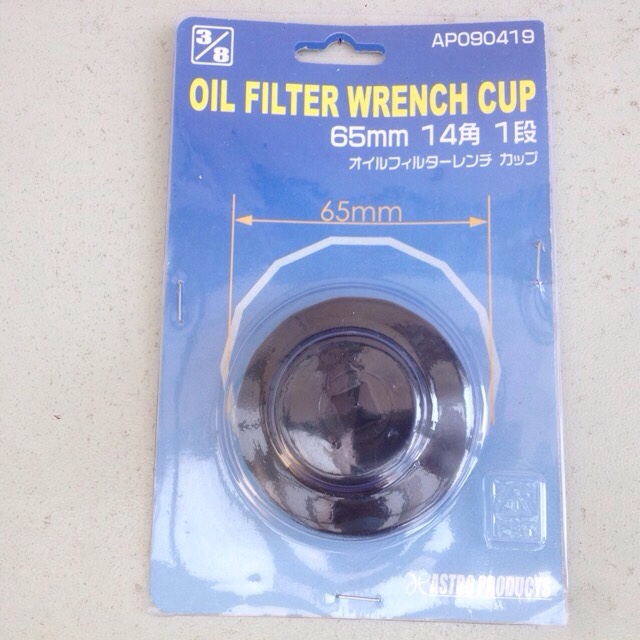 3/8
AP090419
OIL FILTER WRENCH CUP
65mm 14角 1段
オイルフィルターレンチ カップ
65mm
ASTRO PRODUCTS